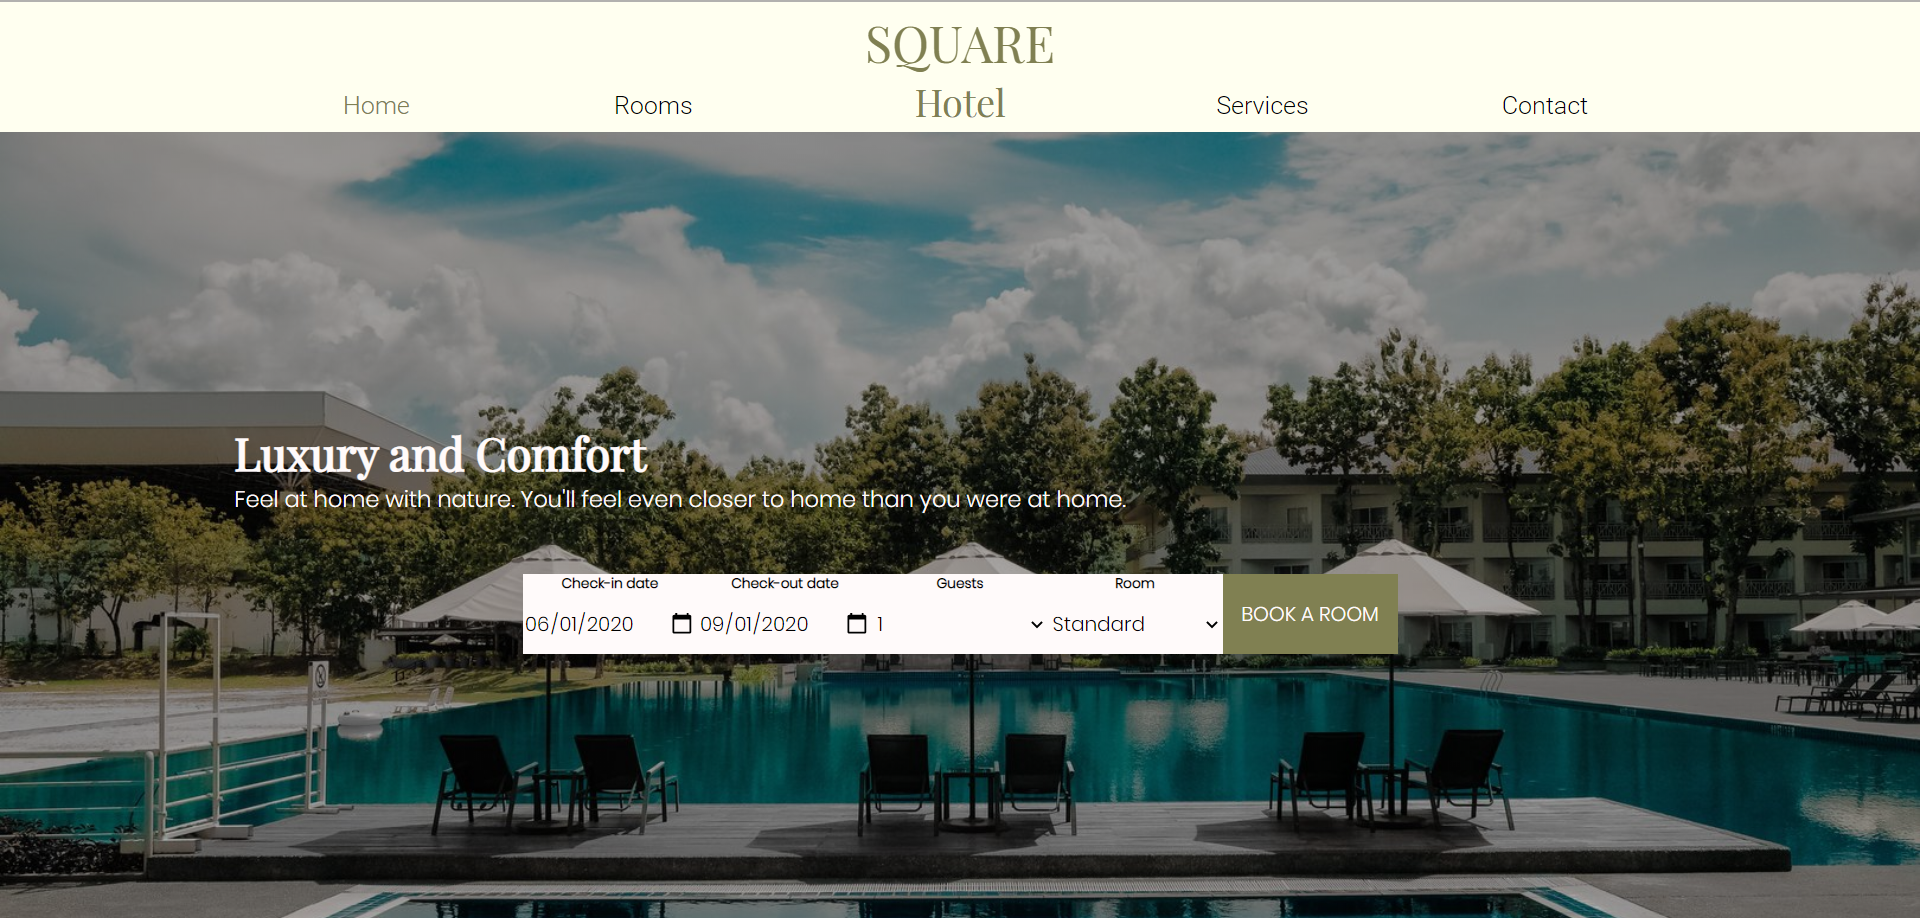 SQUARE
Hotel
Home Rooms Services Contact
Luxury and Comfort
Feel at home with nature. You'll feel even closer to home than you were at home.
Check-in date Check-out date Guests Room
06/01/2020 09/01/2020 1 Standard
BOOK A ROOM